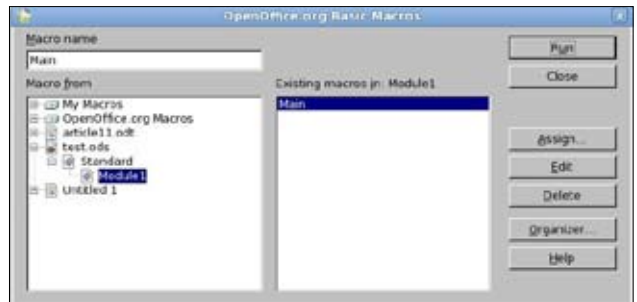 OpenOffice.org Basic Macros
Macro name
Main
Macro from
My Macros
OpenOffice.org Macros
article11.odt
test.ods
Standard
Module1
Untitled 1
Existing macros in: Module1
Main
Run
Close
Assign...
Edit
Delete
Organizer...
Help